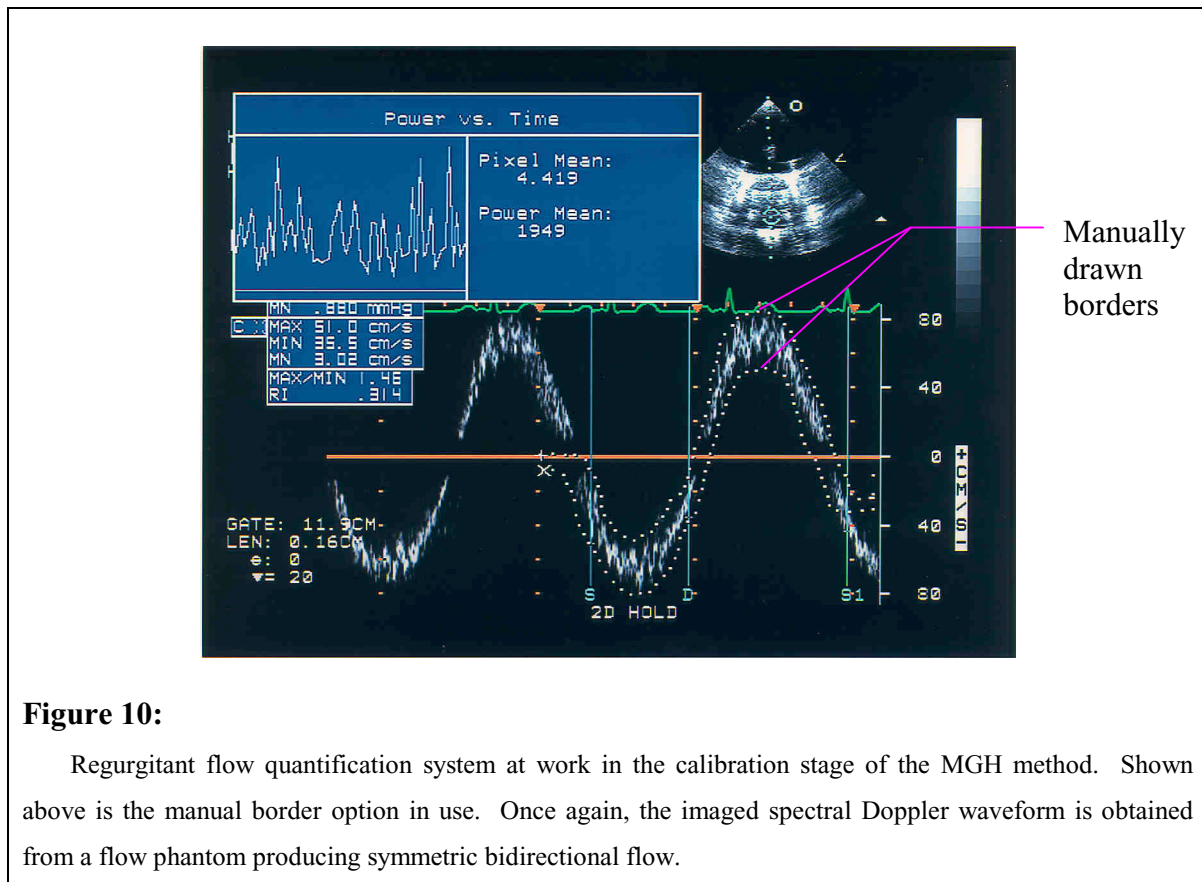 Power vs. Time
Pixel Mean:
4.419
Power Mean:
1949
MN .880 mmHg
MAX 51.0 cm/s
MIN 35.5 cm/s
MN 3.02 cm/s
MAX/MIN 1.46
RI .314
Manually
drawn
borders
80
40
0
40
80
+CM/S-
GATE: 11.9CM
LEN: 0.16CM
θ: 0
▼= 20
S
D
S1
2D HOLD
Figure 10:
Regurgitant flow quantification system at work in the calibration stage of the MGH method. Shown
above is the manual border option in use. Once again, the imaged spectral Doppler waveform is obtained
from a flow phantom producing symmetric bidirectional flow.